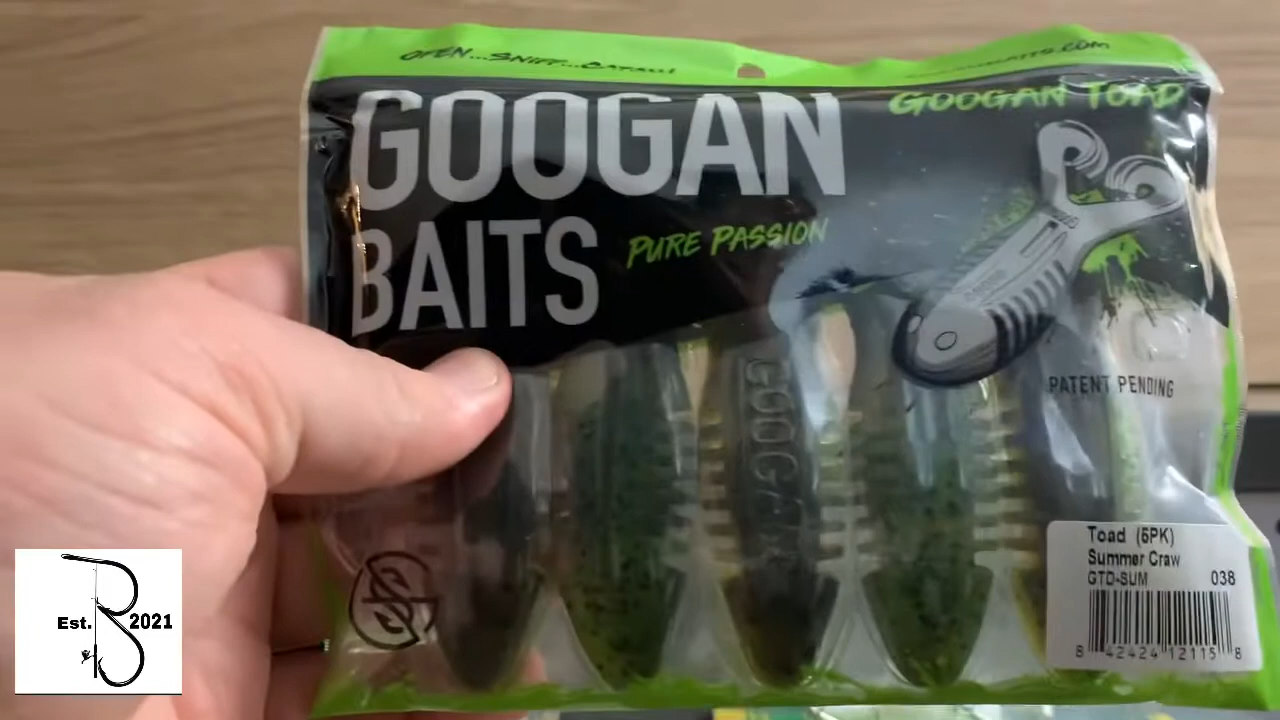 OPEN...SNIFF...CATCH!
GOOGAN
BAITS
PURE PASSION
GOOGAN TOAD
PATENT PENDING
GOOGAN
Toad (5PK)
Summer Craw
GTD-SUM 038
8 42424 12115 8
Est. B 2021